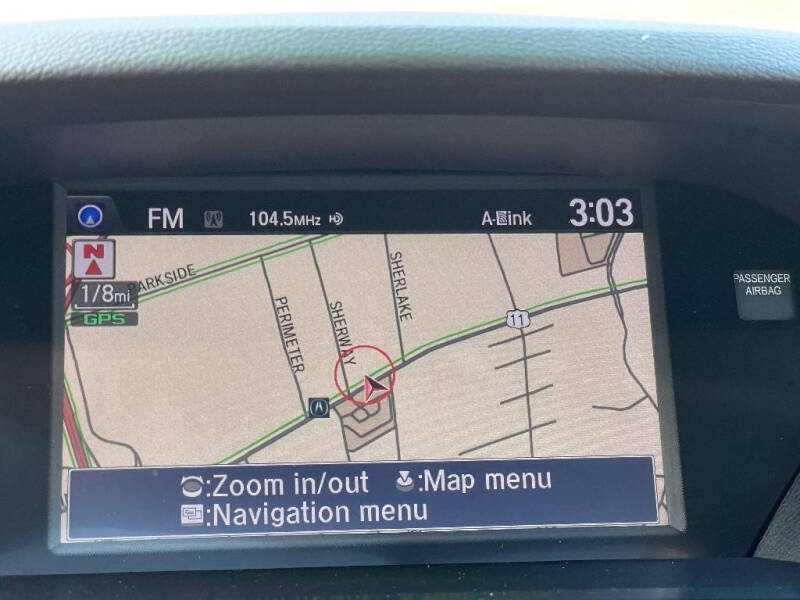 FM 104.5MHz A-Link 3:03
N
1/8mi
GPS
PARKSIDE
PERIMETER
SHERWAY
SHERLAKE
11
:Zoom in/out :Map menu
:Navigation menu
PASSENGER
AIRBAG